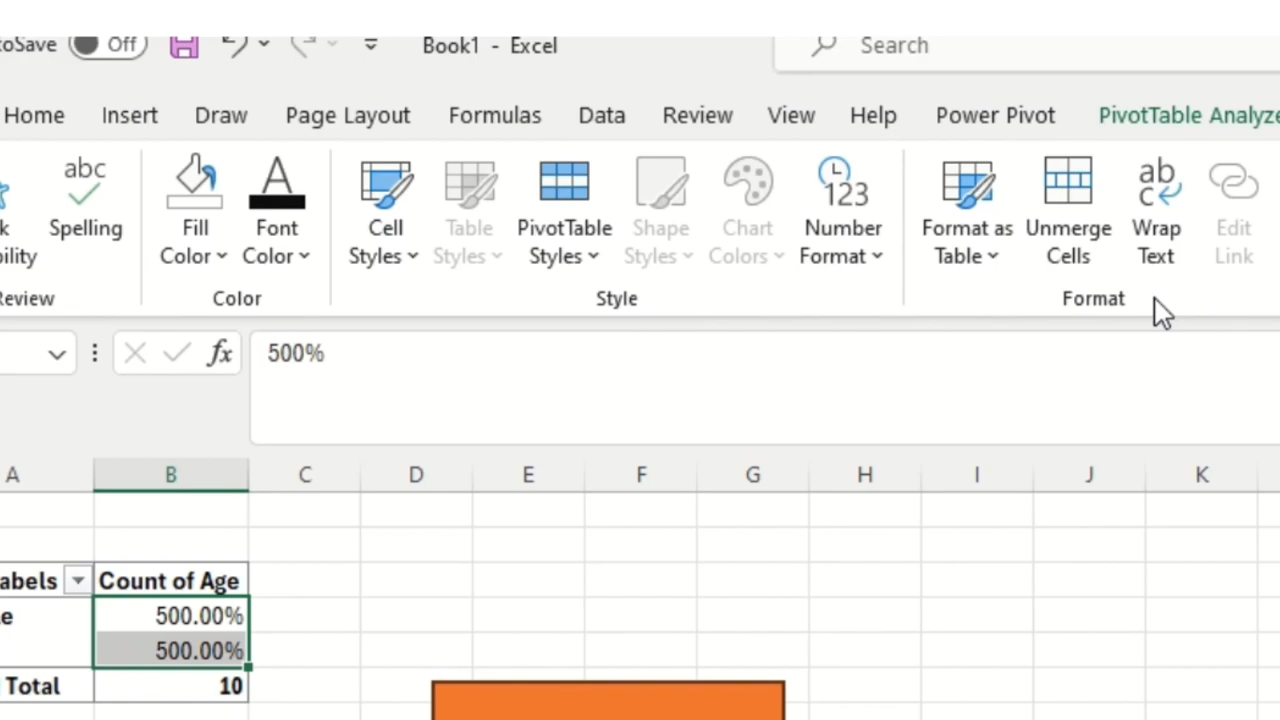 oSave Off Book1 - Excel Search
Home Insert Draw Page Layout Formulas Data Review View Help Power Pivot PivotTable Analyze
abc A 123 ab c
k Spelling Fill Font Cell Table PivotTable Shape Chart Number Format as Unmerge Wrap Edit
ility Color Color Styles Styles Styles Styles Colors Format Table Cells Text Link
Review Color Style Format
fx 500%
A B C D E F G H I J K
abels Count of Age
e 500.00%
500.00%
Total 10